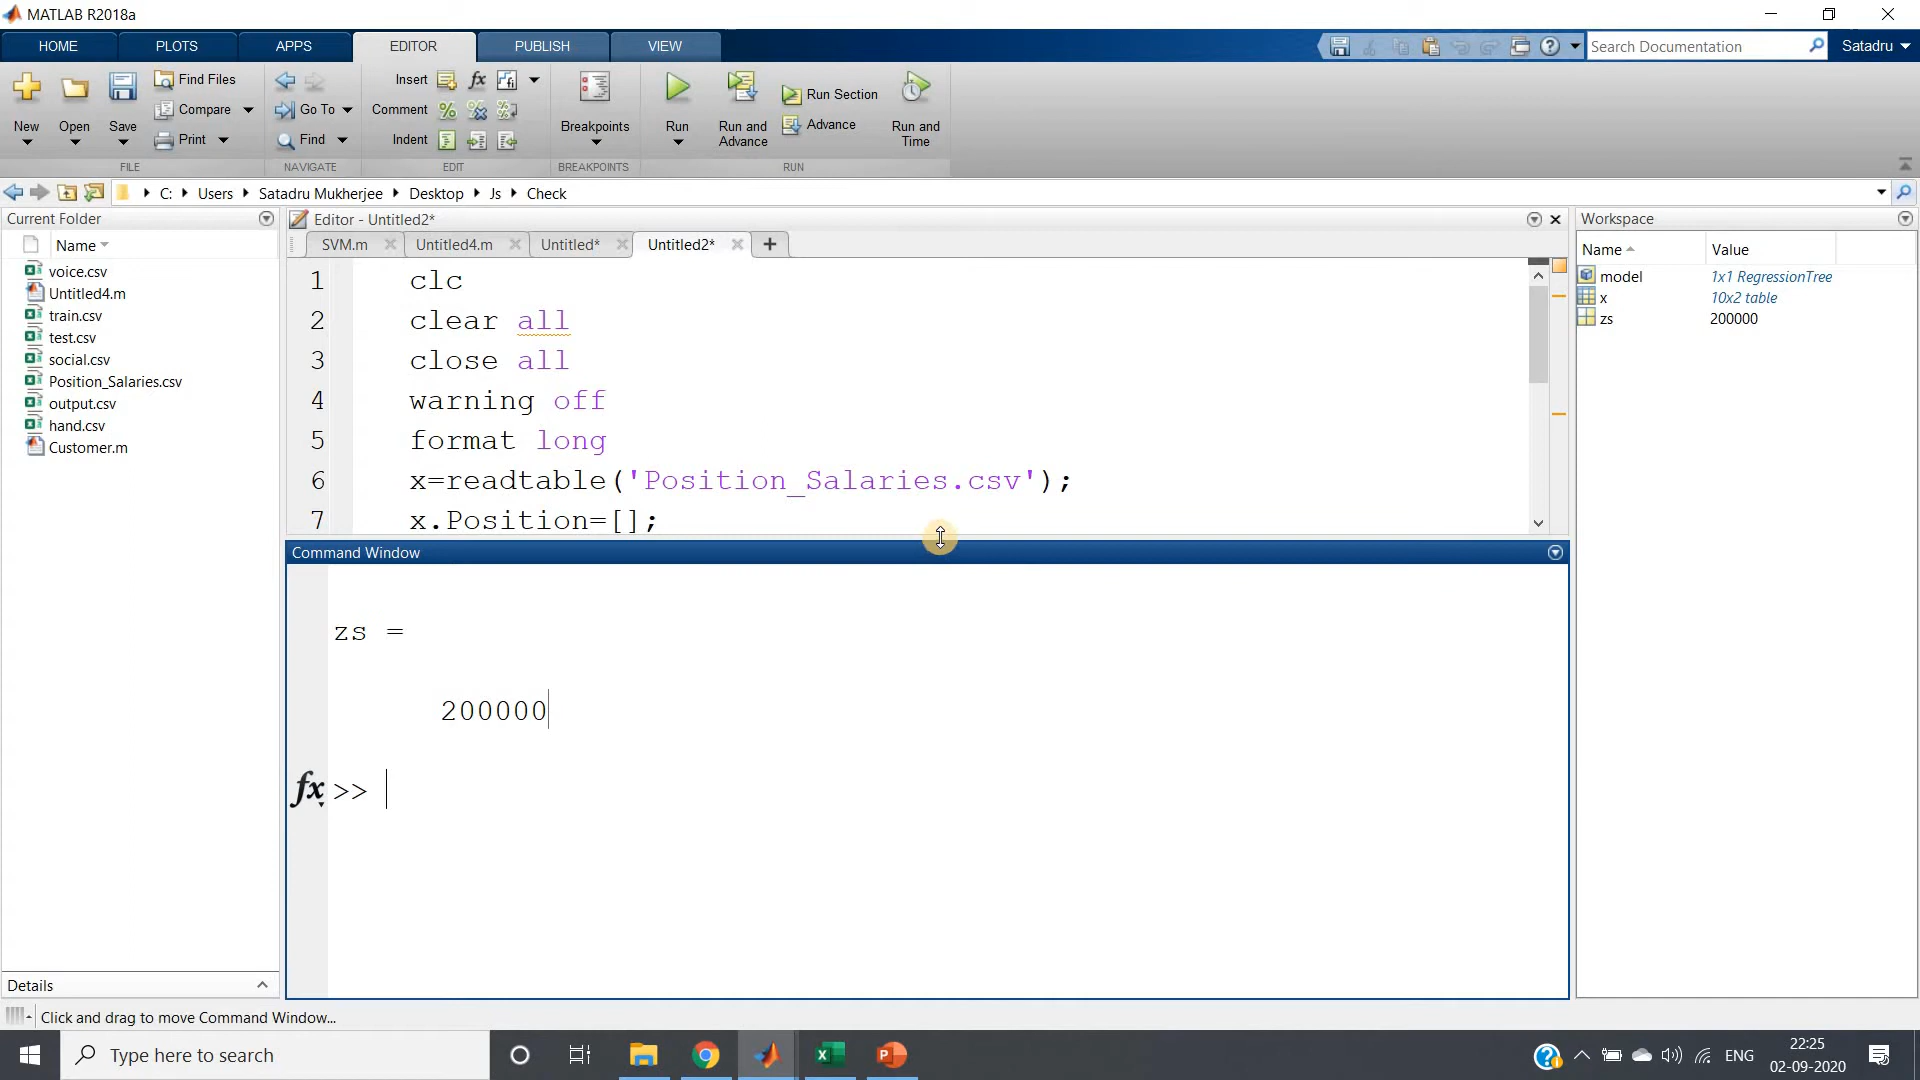 MATLAB R2018a
HOME PLOTS APPS EDITOR PUBLISH VIEW Search Documentation Satadru
New Open Save Find Files Compare Print
FILE
Go To Find
NAVIGATE
Insert fx
Comment
Indent
EDIT
Breakpoints
BREAKPOINTS
Run Run and Advance Run Section Advance Run and Time
RUN
C: Users Satadru Mukherjee Desktop Js Check
Current Folder
Name
voice.csv
Untitled4.m
train.csv
test.csv
social.csv
Position_Salaries.csv
output.csv
hand.csv
Customer.m
Details
Editor - Untitled2*
SVM.m Untitled4.m Untitled* Untitled2*
1 clc
2 clear all
3 close all
4 warning off
5 format long
6 x=readtable('Position_Salaries.csv');
7 x.Position=[];
Command Window
zs =
200000
fx >>
Workspace
Name Value
model 1x1 RegressionTree
x 10x2 table
zs 200000
Click and drag to move Command Window...
Type here to search
ENG
22:25
02-09-2020